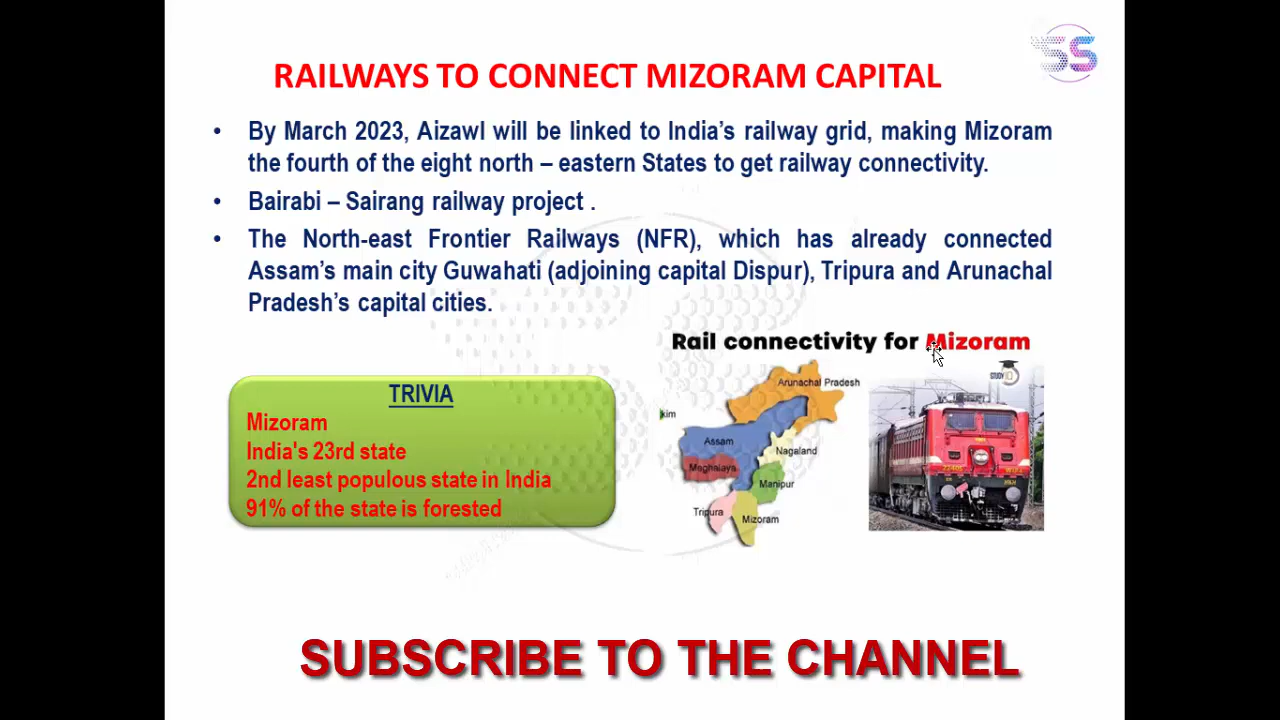 SS
RAILWAYS TO CONNECT MIZORAM CAPITAL
• By March 2023, Aizawl will be linked to India's railway grid, making Mizoram
the fourth of the eight north – eastern States to get railway connectivity.
• Bairabi – Sairang railway project .
• The North-east Frontier Railways (NFR), which has already connected
Assam's main city Guwahati (adjoining capital Dispur), Tripura and Arunachal
Pradesh's capital cities.
Rail connectivity for Mizoram
TRIVIA
Mizoram
India's 23rd state
2nd least populous state in India
91% of the state is forested
Arunachal Pradesh
kim
Assam
Nagaland
Meghalaya
Manipur
Tripura
Mizoram
STUDY IQ
SUBSCRIBE TO THE CHANNEL